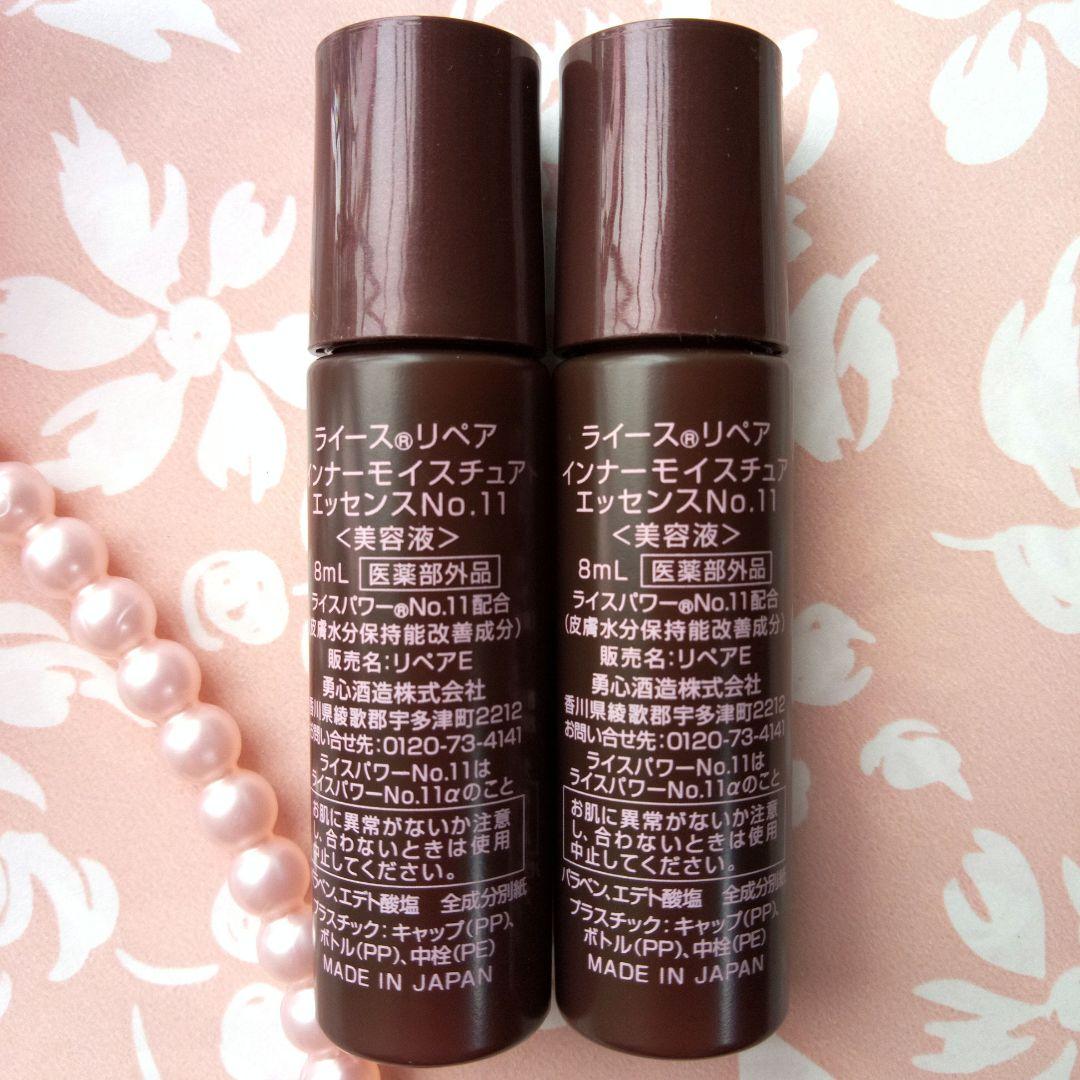 ライース®リペア
インナーモイスチュア
エッセンスNo.11
<美容液>
8mL 医薬部外品
ライスパワー®No.11配合
(皮膚水分保持能改善成分)
販売名:リペアE
勇心酒造株式会社
香川県綾歌郡宇多津町2212
お問い合せ先:0120-73-4141
ライスパワーNo.11は
ライスパワーNo.11αのこと
お肌に異常がないか注意
し、合わないときは使用
中止してください。
パラベン、エデト酸塩 全成分別紙
プラスチック:キャップ(PP)、
ボトル(PP)、中栓(PE)
MADE IN JAPAN
ライース®リペア
インナーモイスチュア
エッセンスNo.11
<美容液>
8mL 医薬部外品
ライスパワー®No.11配合
(皮膚水分保持能改善成分)
販売名:リペアE
勇心酒造株式会社
香川県綾歌郡宇多津町2212
お問い合せ先:0120-73-4141
ライスパワーNo.11は
ライスパワーNo.11αのこと
お肌に異常がないか注意
し、合わないときは使用
中止してください。
パラベン、エデト酸塩 全成分別紙
プラスチック:キャップ(PP)、
ボトル(PP)、中栓(PE)
MADE IN JAPAN